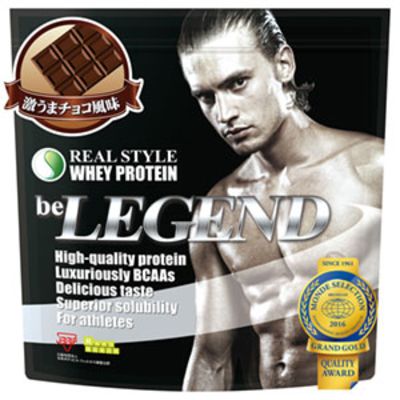 激うまチョコ風味
REAL STYLE
WHEY PROTEIN
be LEGEND
High-quality protein
Luxuriously BCAAs
Delicious taste
Superior solubility
For athletes
SINCE 1961
MONDE SELECTION
2016
GRAND GOLD
QUALITY
AWARD